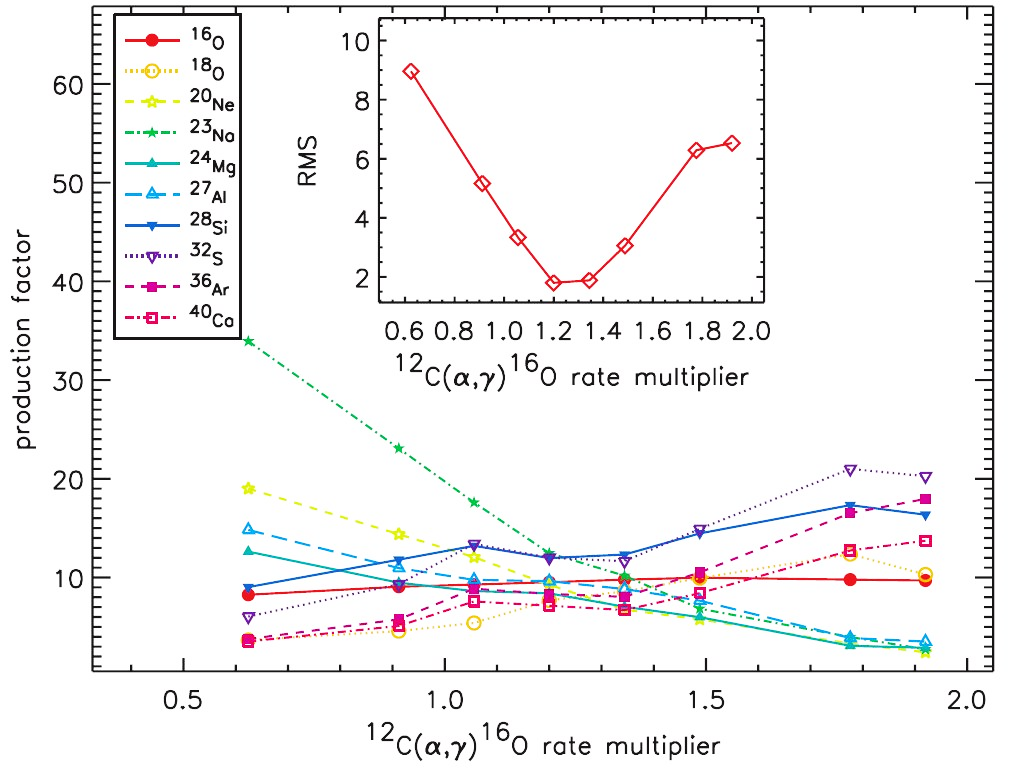 production factor
60
50
40
30
20
10
16O
18O
20Ne
23Na
24Mg
27Al
28Si
32S
36Ar
40Ca
RMS
10
8
6
4
2
0.6 0.8 1.0 1.2 1.4 1.6 1.8 2.0
12C(α,γ)16O rate multiplier
0.5 1.0 1.5 2.0
12C(α,γ)16O rate multiplier